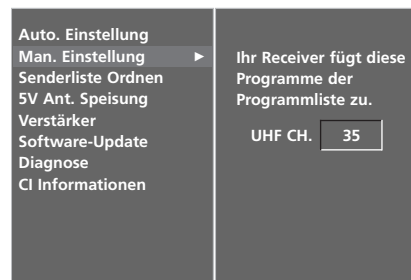 Auto. Einstellung
Man. Einstellung ►
Senderliste Ordnen
5V Ant. Speisung
Verstärker
Software-Update
Diagnose
CI Informationen
Ihr Receiver fügt diese
Programme der
Programmliste zu.
UHF CH. 35